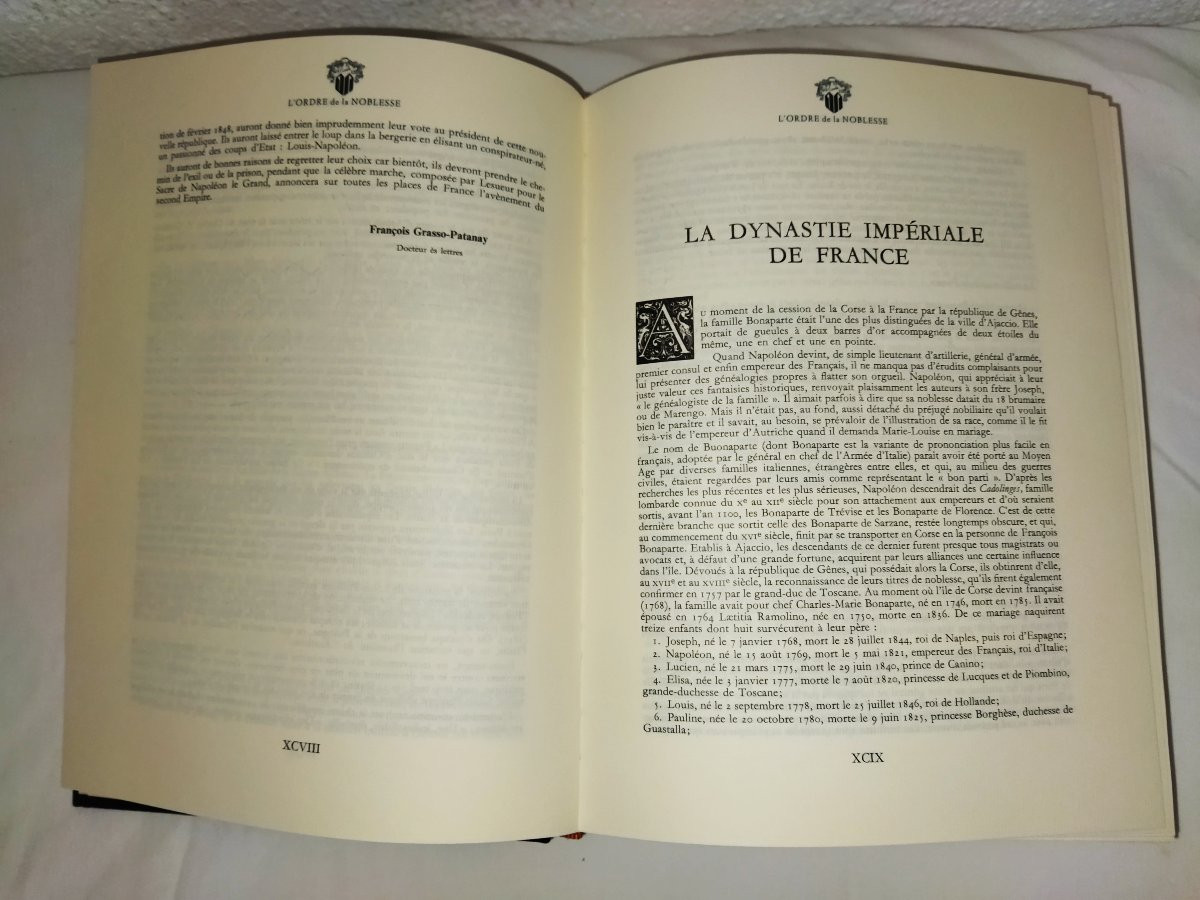 L'ORDRE de la NOBLESSE
tion de février 1848, auront donné bien imprudemment leur vote au président de cette nou-
velle république. Ils auront laissé entrer le loup dans la bergerie en élisant un conspirateur-né,
un passionné des coups d'Etat : Louis-Napoléon.
Ils auront de bonnes raisons de regretter leur choix car bientôt, ils devront prendre le che-
min de l'exil ou de la prison, pendant que la célèbre marche, composée par Lesueur pour le
Sacre de Napoléon le Grand, annoncera sur toutes les places de France l'avènement du
second Empire.
François Grasso-Patanay
Docteur ès lettres
XCVIII
L'ORDRE de la NOBLESSE
LA DYNASTIE IMPÉRIALE
DE FRANCE
AU moment de la cession de la Corse à la France par la république de Gênes,
la famille Bonaparte était l'une des plus distinguées de la ville d'Ajaccio. Elle
portait de gueules à deux barres d'or accompagnées de deux étoiles du
même, une en chef et une en pointe.
Quand Napoléon devint, de simple lieutenant d'artillerie, général d'armée,
premier consul et enfin empereur des Français, il ne manqua pas d'érudits complaisants pour
lui présenter des généalogies propres à flatter son orgueil. Napoléon, qui appréciait à leur
juste valeur ces fantaisies historiques, renvoyait plaisamment les auteurs à son frère Joseph,
« le généalogiste de la famille ». Il aimait parfois à dire que sa noblesse datait du 18 brumaire
ou de Marengo. Mais il n'était pas, au fond, aussi détaché du préjugé nobiliaire qu'il voulait
bien le paraître et il savait, au besoin, se prévaloir de l'illustration de sa race, comme il le fit
vis-à-vis de l'empereur d'Autriche quand il demanda Marie-Louise en mariage.
Le nom de Buonaparte (dont Bonaparte est la variante de prononciation plus facile en
français, adoptée par le général en chef de l'Armée d'Italie) paraît avoir été porté au Moyen
Age par diverses familles italiennes, étrangères entre elles, et qui, au milieu des guerres
civiles, étaient regardées par leurs amis comme représentant le « bon parti ». D'après les
recherches les plus récentes et les plus sérieuses, Napoléon descendrait des Cadolinges, famille
lombarde connue du Xe au XIIe siècle pour son attachement aux empereurs et d'où seraient
sortis, avant l'an 1100, les Bonaparte de Trévise et les Bonaparte de Florence. C'est de cette
dernière branche que sortit celle des Bonaparte de Sarzane, restée longtemps obscure, et qui,
au commencement du XVIe siècle, finit par se transporter en Corse en la personne de François
Bonaparte. Etablis à Ajaccio, les descendants de ce dernier furent presque tous magistrats ou
avocats et, à défaut d'une grande fortune, acquirent par leurs alliances une certaine influence
dans l'île. Dévoués à la république de Gênes, qui possédait alors la Corse, ils obtinrent d'elle,
au XVIIe et au XVIIIe siècle, la reconnaissance de leurs titres de noblesse, qu'ils firent également
confirmer en 1757 par le grand-duc de Toscane. Au moment où l'île de Corse devint française
(1768), la famille avait pour chef Charles-Marie Bonaparte, né en 1746, mort en 1785. Il avait
épousé en 1764 Lætitia Ramolino, née en 1750, morte en 1836. De ce mariage naquirent
treize enfants dont huit survécurent à leur père :
1. Joseph, né le 7 janvier 1768, mort le 28 juillet 1844, roi de Naples, puis roi d'Espagne;
2. Napoléon, né le 15 août 1769, mort le 5 mai 1821, empereur des Français, roi d'Italie;
3. Lucien, né le 21 mars 1775, mort le 29 juin 1840, prince de Canino;
4. Elisa, née le 3 janvier 1777, morte le 7 août 1820, princesse de Lucques et de Piombino,
grande-duchesse de Toscane;
5. Louis, né le 2 septembre 1778, mort le 25 juillet 1846, roi de Hollande;
6. Pauline, née le 20 octobre 1780, morte le 9 juin 1825, princesse Borghèse, duchesse de
Guastalla;
XCIX